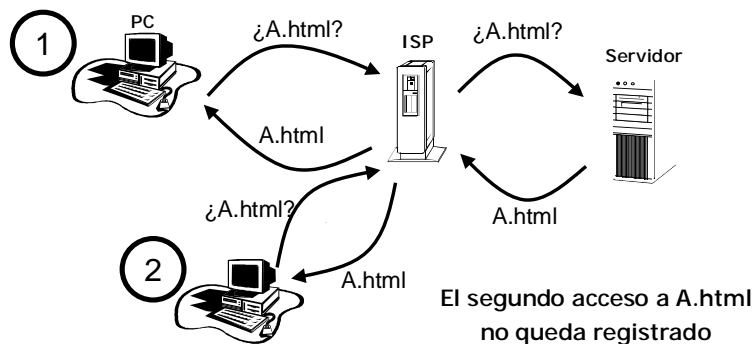 1
PC
¿A.html?
ISP
¿A.html?
Servidor
A.html
A.html
¿A.html?
2
A.html
El segundo acceso a A.html
no queda registrado